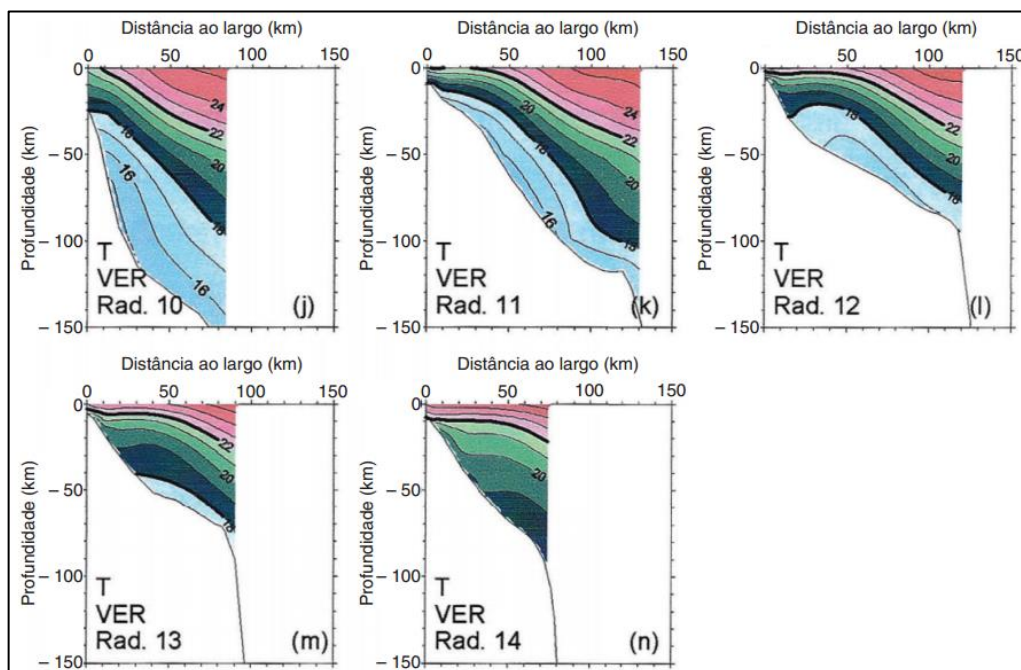 Distância ao largo (km)
0 50 100 150
Profundidade (km)
0
– 50
– 100
– 150
24
22
20
18
18
16
16
T
VER
Rad. 10
(j)
Distância ao largo (km)
0 50 100 150
Profundidade (km)
0
– 50
– 100
– 150
24
20
22
18
20
16
18
T
VER
Rad. 11
(k)
Distância ao largo (km)
0 50 100 150
Profundidade (km)
0
– 50
– 100
– 150
24
22
20
18
T
VER
Rad. 12
(l)
Distância ao largo (km)
0 50 100 150
Profundidade (km)
0
– 50
– 100
– 150
22
20
18
T
VER
Rad. 13
(m)
Distância ao largo (km)
0 50 100 150
Profundidade (km)
0
– 50
– 100
– 150
22
20
T
VER
Rad. 14
(n)